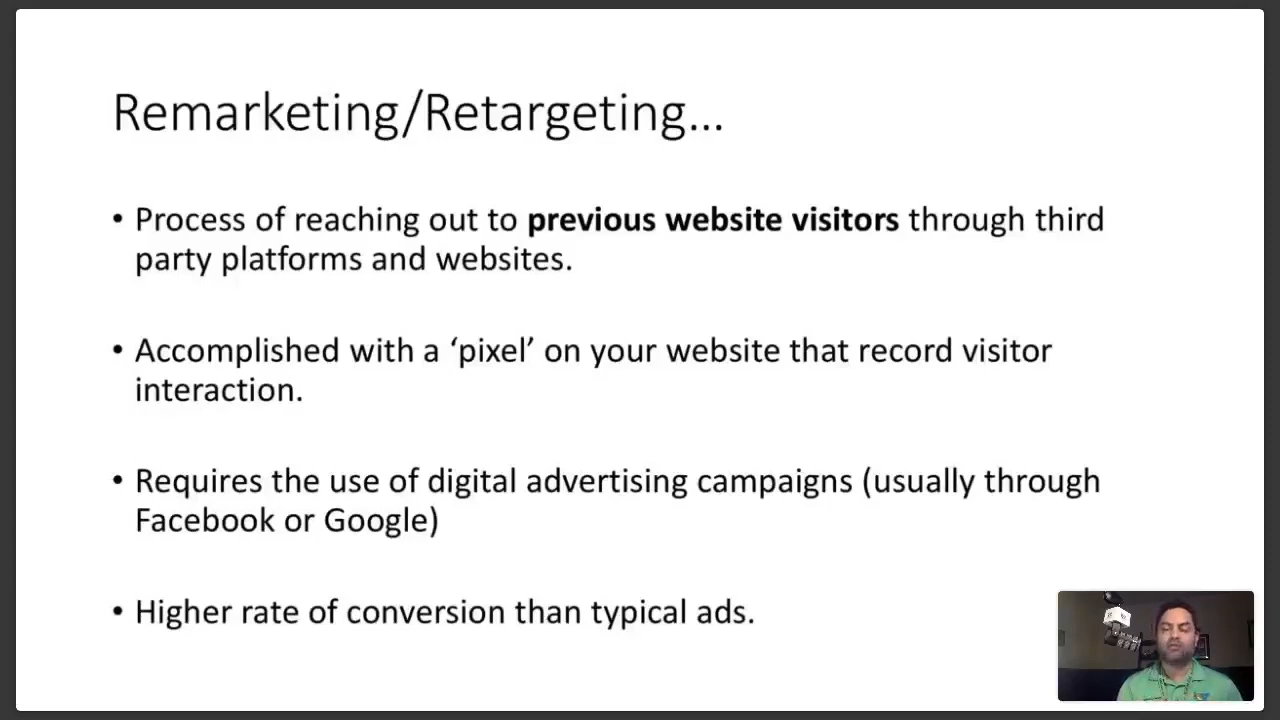 Remarketing/Retargeting...
• Process of reaching out to previous website visitors through third
party platforms and websites.
• Accomplished with a ‘pixel’ on your website that record visitor
interaction.
• Requires the use of digital advertising campaigns (usually through
Facebook or Google)
• Higher rate of conversion than typical ads.